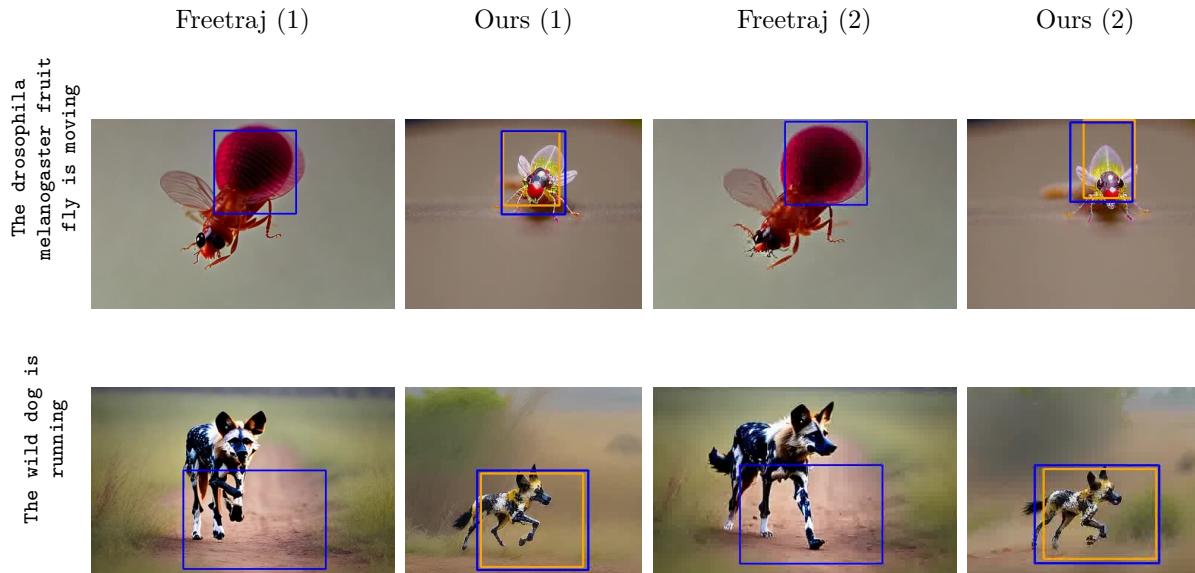 Freetraj (1)
Ours (1)
Freetraj (2)
Ours (2)
The drosophila
melanogaster fruit
fly is moving
The wild dog is
running